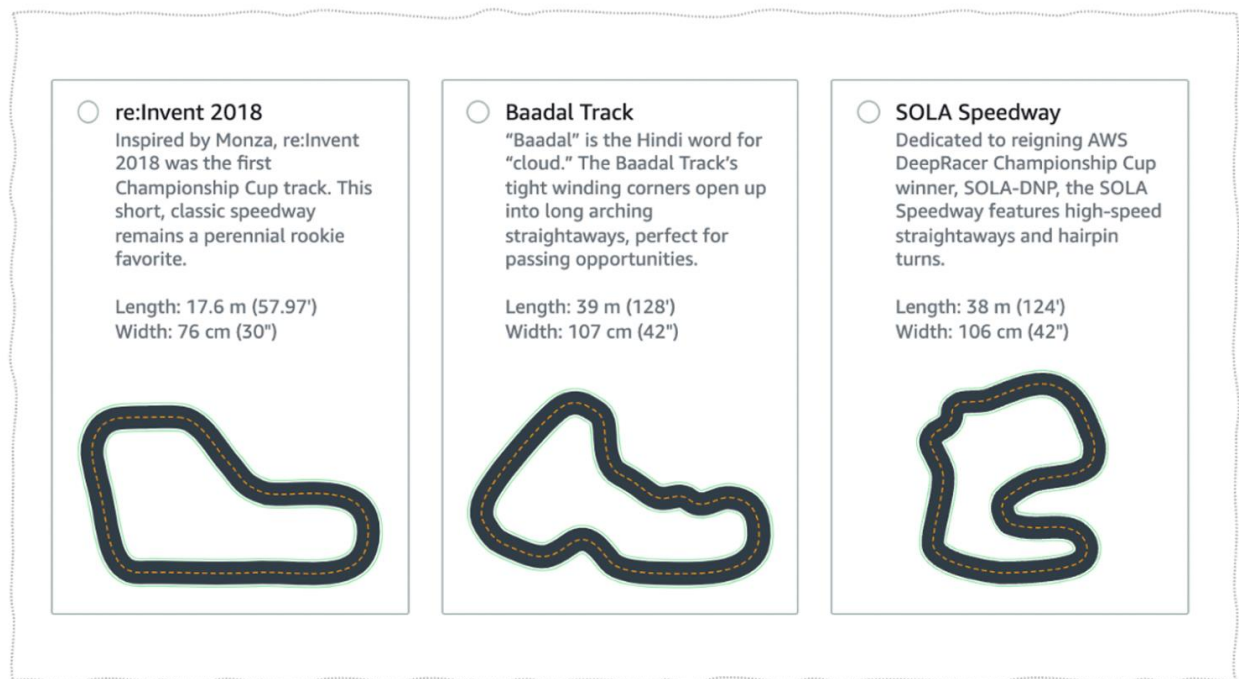 re:Invent 2018
Inspired by Monza, re:Invent
2018 was the first
Championship Cup track. This
short, classic speedway
remains a perennial rookie
favorite.
Length: 17.6 m (57.97')
Width: 76 cm (30")
Baadal Track
“Baadal” is the Hindi word for
“cloud.” The Baadal Track’s
tight winding corners open up
into long arching
straightaways, perfect for
passing opportunities.
Length: 39 m (128')
Width: 107 cm (42")
SOLA Speedway
Dedicated to reigning AWS
DeepRacer Championship Cup
winner, SOLA-DNP, the SOLA
Speedway features high-speed
straightaways and hairpin
turns.
Length: 38 m (124')
Width: 106 cm (42")